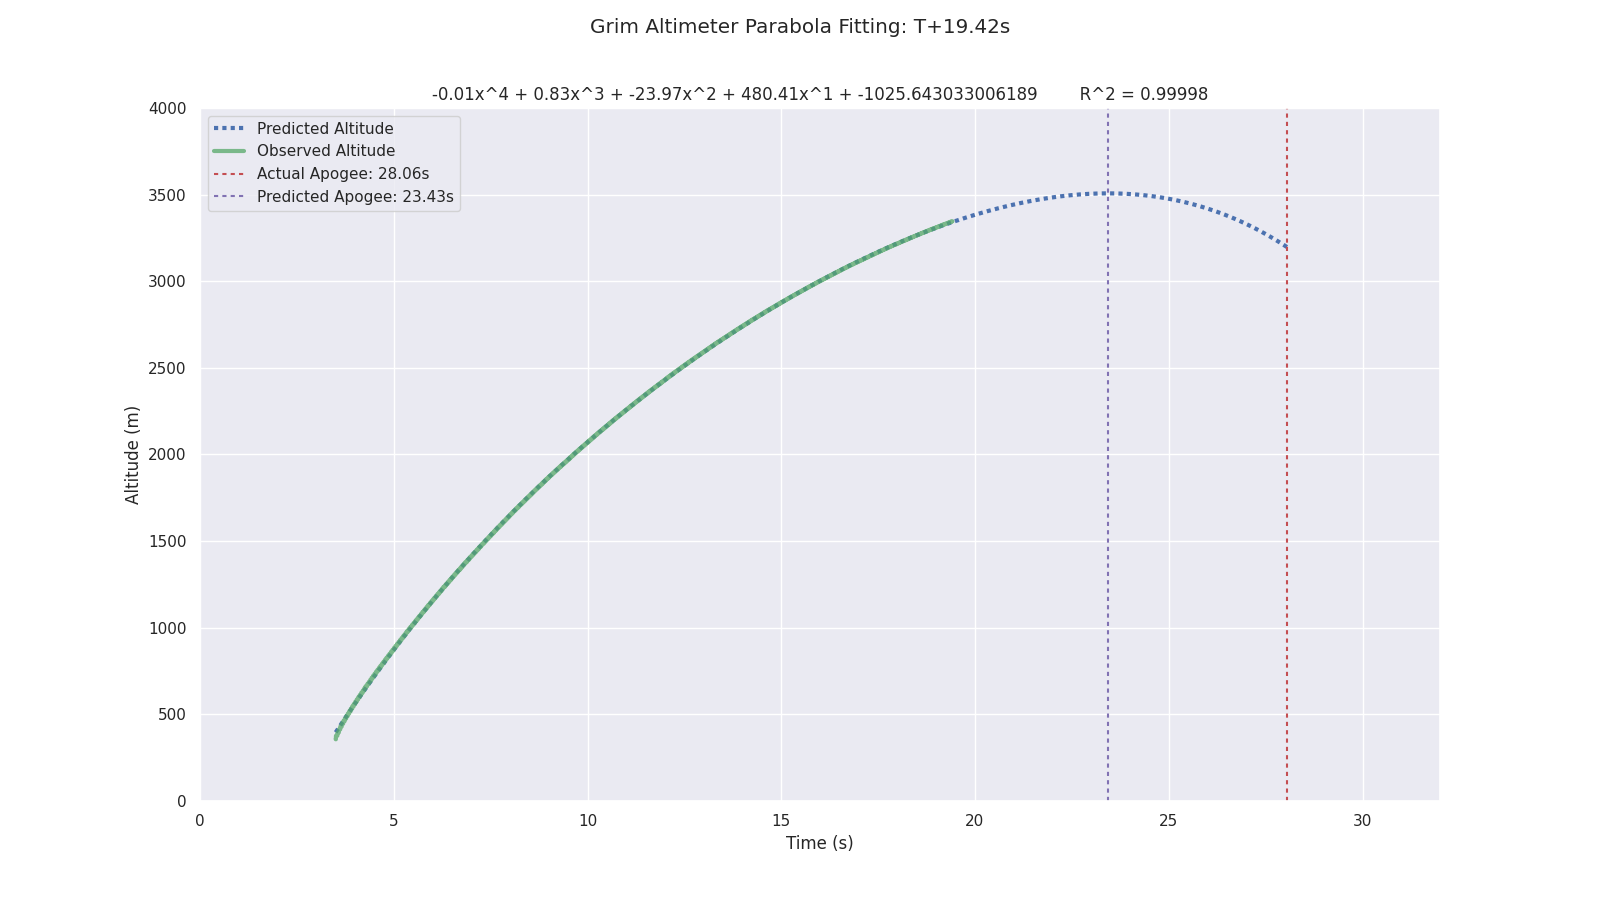 Grim Altimeter Parabola Fitting: T+19.42s
-0.01x^4 + 0.83x^3 + -23.97x^2 + 480.41x^1 + -1025.643033006189 R^2 = 0.99998
Predicted Altitude
Observed Altitude
Actual Apogee: 28.06s
Predicted Apogee: 23.43s
4000
3500
3000
2500
2000
1500
1000
500
0
Altitude (m)
0 5 10 15 20 25 30
Time (s)